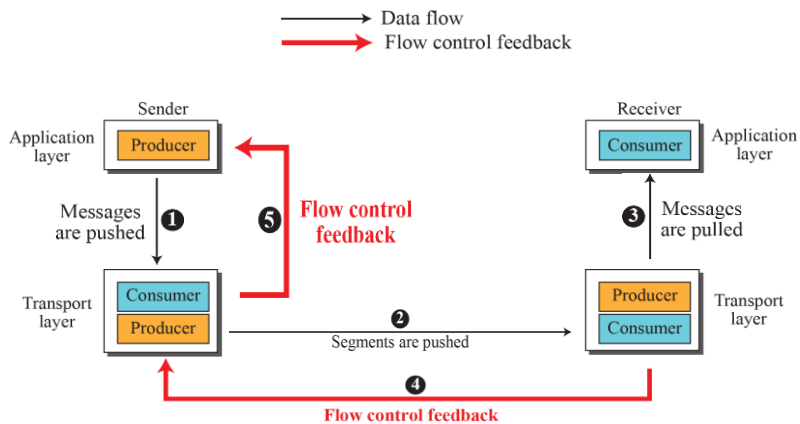 Data flow
Flow control feedback
Sender
Receiver
Application
layer
Producer
Consumer
Application
layer
Messages
are pushed
1
5
Flow control
feedback
3
Messages
are pulled
Transport
layer
Consumer
Producer
2
Segments are pushed
Producer
Consumer
Transport
layer
4
Flow control feedback